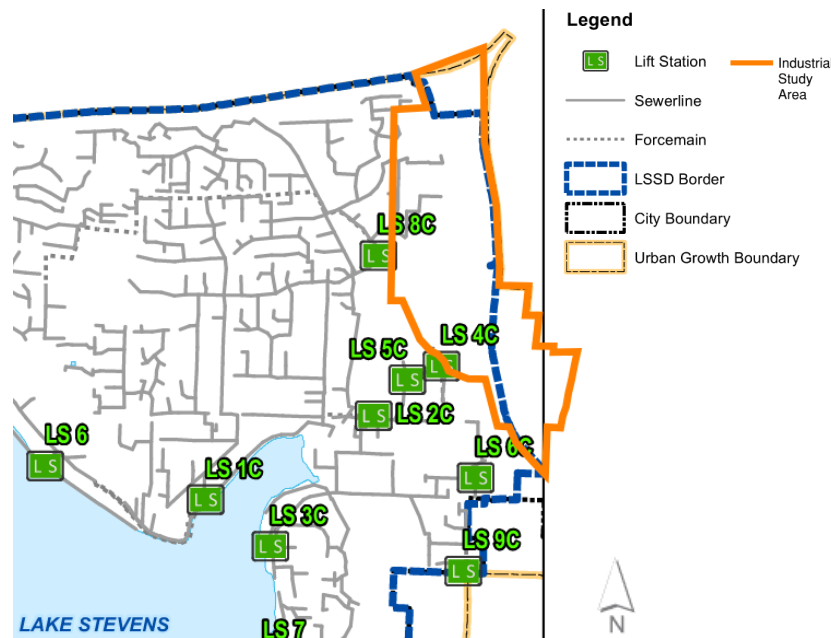 Legend
L S
Lift Station
Industrial
Study
Area
Sewerline
Forcemain
LSSD Border
City Boundary
Urban Growth Boundary
LS 8C
L S
LS 5C
LS 4C
L S
L S
LS 2C
L S
LS 6
L S
LS 1C
L S
LS 6C
L S
LS 3C
L S
LS 9C
L S
LAKE STEVENS
LS 7
N